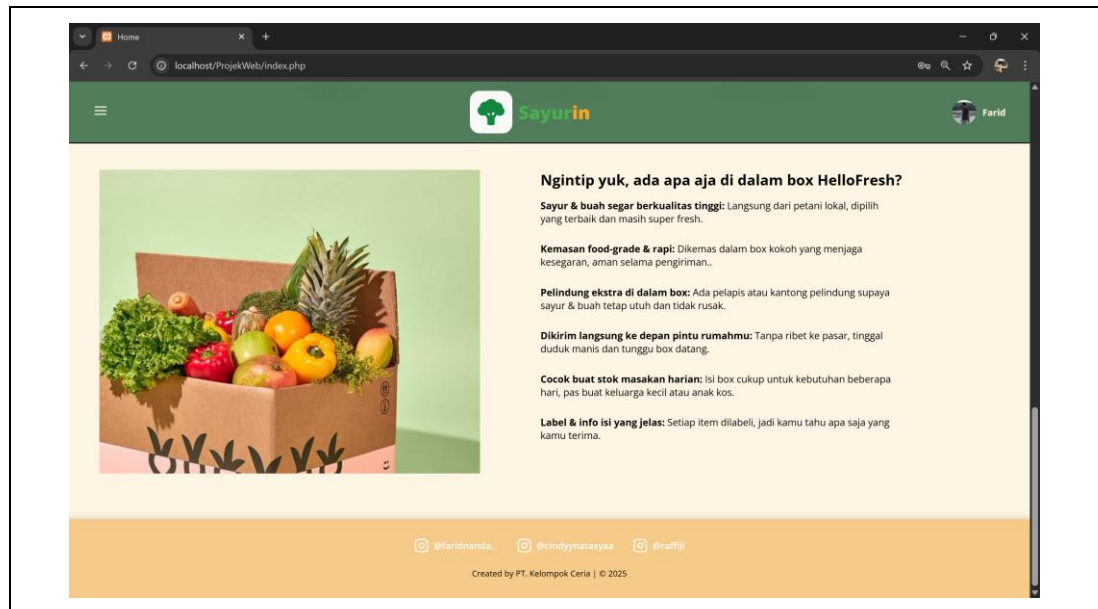 Home
localhost/ProjekWeb/index.php
Sayurin
Farid
Ngintip yuk, ada apa aja di dalam box HelloFresh?
Sayur & buah segar berkualitas tinggi: Langsung dari petani lokal, dipilih
yang terbaik dan masih super fresh.
Kemasan food-grade & rapi: Dikemas dalam box kokoh yang menjaga
kesegaran, aman selama pengiriman..
Pelindung ekstra di dalam box: Ada pelapis atau kantong pelindung supaya
sayur & buah tetap utuh dan tidak rusak.
Dikirim langsung ke depan pintu rumahmu: Tanpa ribet ke pasar, tinggal
duduk manis dan tunggu box datang.
Cocok buat stok masakan harian: Isi box cukup untuk kebutuhan beberapa
hari, pas buat keluarga kecil atau anak kos.
Label & info isi yang jelas: Setiap item dilabeli, jadi kamu tahu apa saja yang
kamu terima.
@faridnanda._ @cindyynatasyaa @raffiji
Created by PT. Kelompok Ceria | © 2025